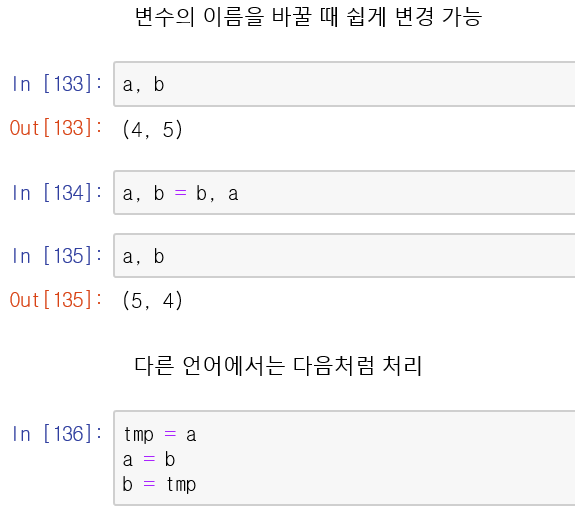 변수의 이름을 바꿀 때 쉽게 변경 가능
In [133]: a, b
Out[133]: (4, 5)
In [134]: a, b = b, a
In [135]: a, b
Out[135]: (5, 4)
다른 언어에서는 다음처럼 처리
In [136]: tmp = a
a = b
b = tmp